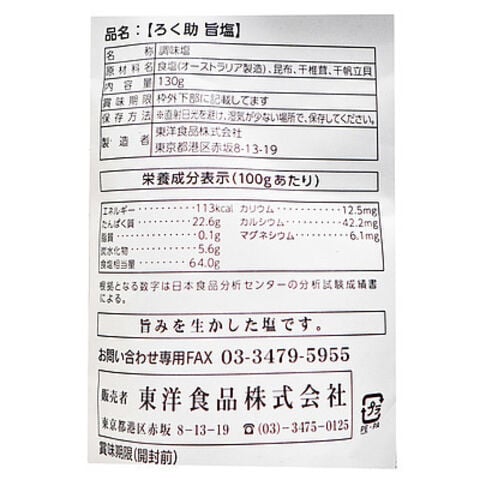 品名：【ろく助 旨塩】
名称 調味塩
原材料名 食塩(オーストラリア製造)、昆布、干椎茸、干帆立貝
内容量 130g
賞味期限 枠外下部に記載してます
保存方法 ※直射日光を避け、湿気が少ない場所で、保存してください。
製造者 東洋食品株式会社
東京都港区赤坂8-13-19
栄養成分表示(100gあたり)
エネルギー 113kcal カリウム 12.5mg
たんぱく質 22.6g カルシウム 42.2mg
脂質 0.1g マグネシウム 6.1mg
炭水化物 5.6g
食塩相当量 64.0g
根拠となる数字は日本食品分析センターの分析試験成績書
による。
旨みを生かした塩です。
お問い合わせ専用FAX 03-3479-5955
販売者 東洋食品株式会社
東京都港区赤坂 8-13-19 ☎(03)-3475-0125
プラ
PE・PA
賞味期限(開封前)